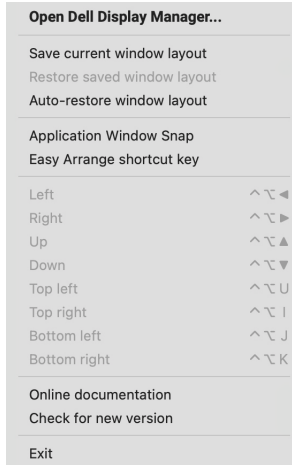 Open Dell Display Manager...
Save current window layout
Restore saved window layout
Auto-restore window layout
Application Window Snap
Easy Arrange shortcut key
Left ^⌥◀
Right ^⌥▶
Up ^⌥▲
Down ^⌥▼
Top left ^⌥U
Top right ^⌥I
Bottom left ^⌥J
Bottom right ^⌥K
Online documentation
Check for new version
Exit